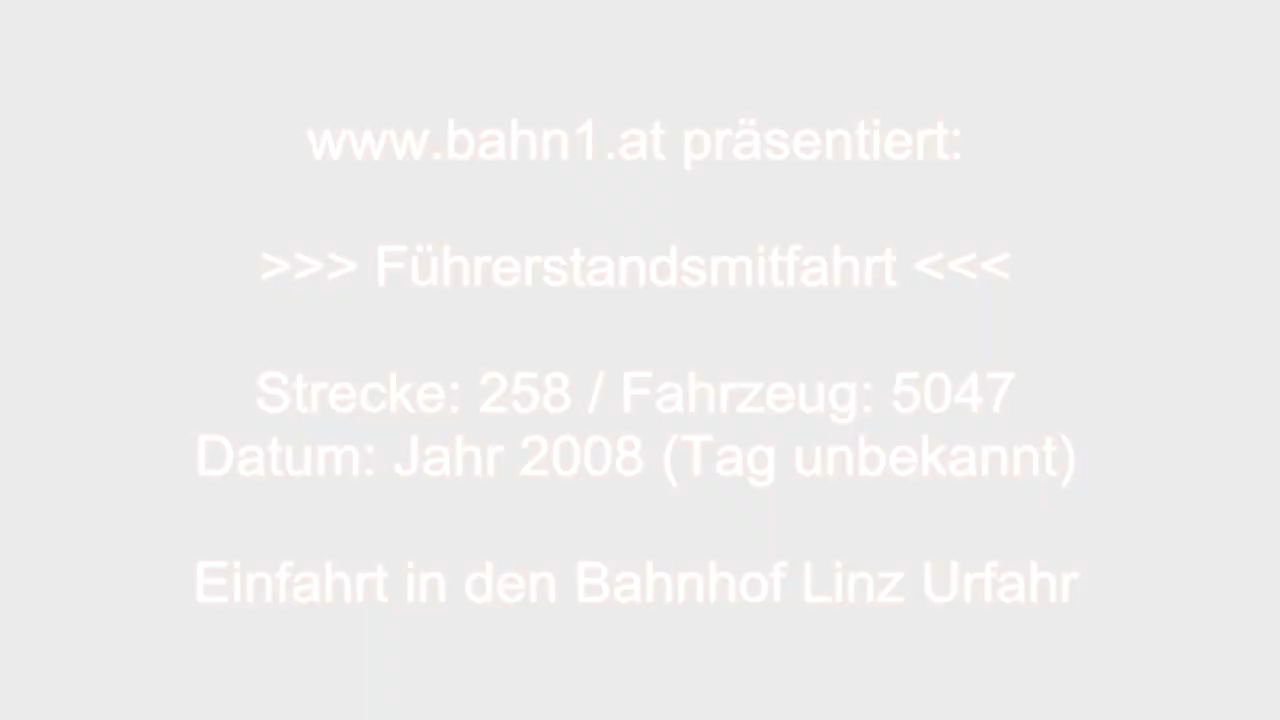 www.bahn1.at präsentiert:
>>> Führerstandsmitfahrt <<<
Strecke: 258 / Fahrzeug: 5047
Datum: Jahr 2008 (Tag unbekannt)
Einfahrt in den Bahnhof Linz Urfahr